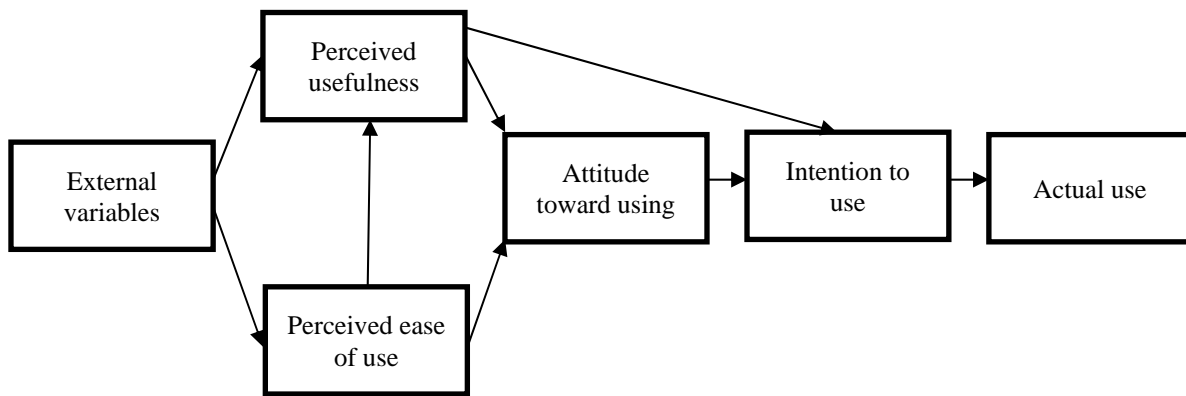 Perceived
usefulness
External
variables
Perceived ease
of use
Attitude
toward using
Intention to
use
Actual use